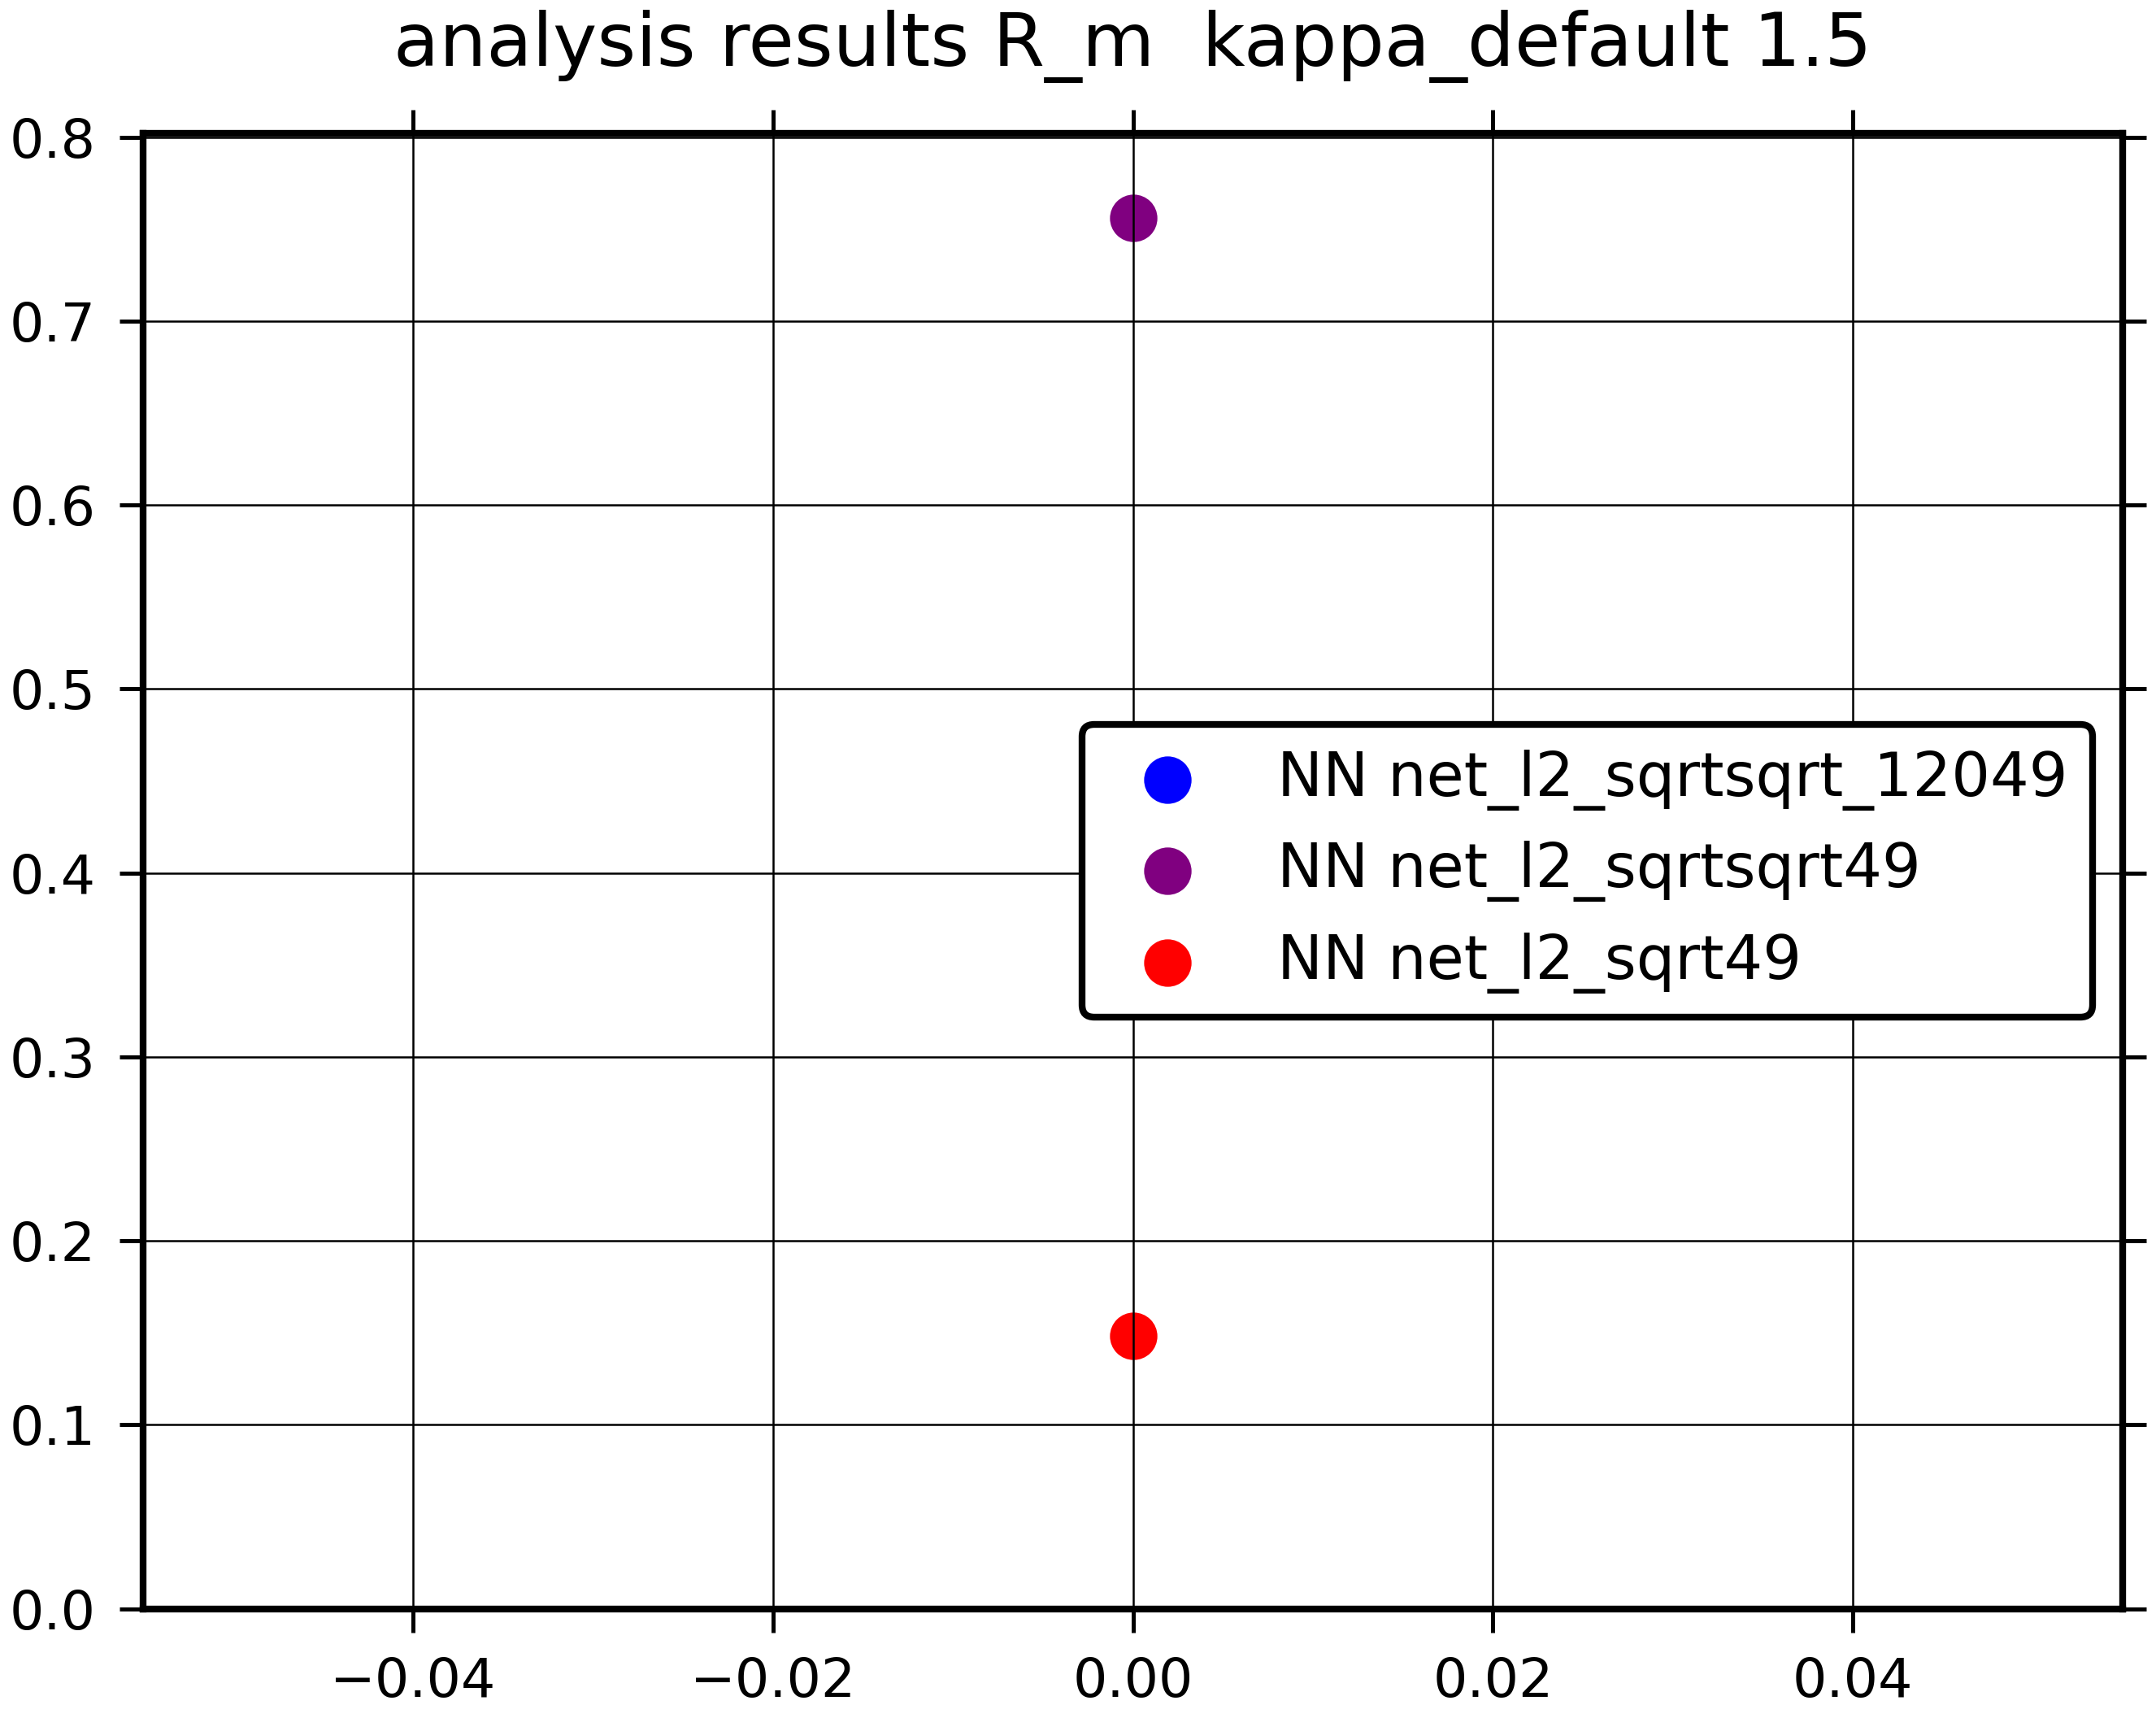 analysis results R_m  kappa_default 1.5
0.8
0.7
0.6
0.5
0.4
0.3
0.2
0.1
0.0
NN net_l2_sqrtsqrt_12049
NN net_l2_sqrtsqrt49
NN net_l2_sqrt49
−0.04 −0.02 0.00 0.02 0.04